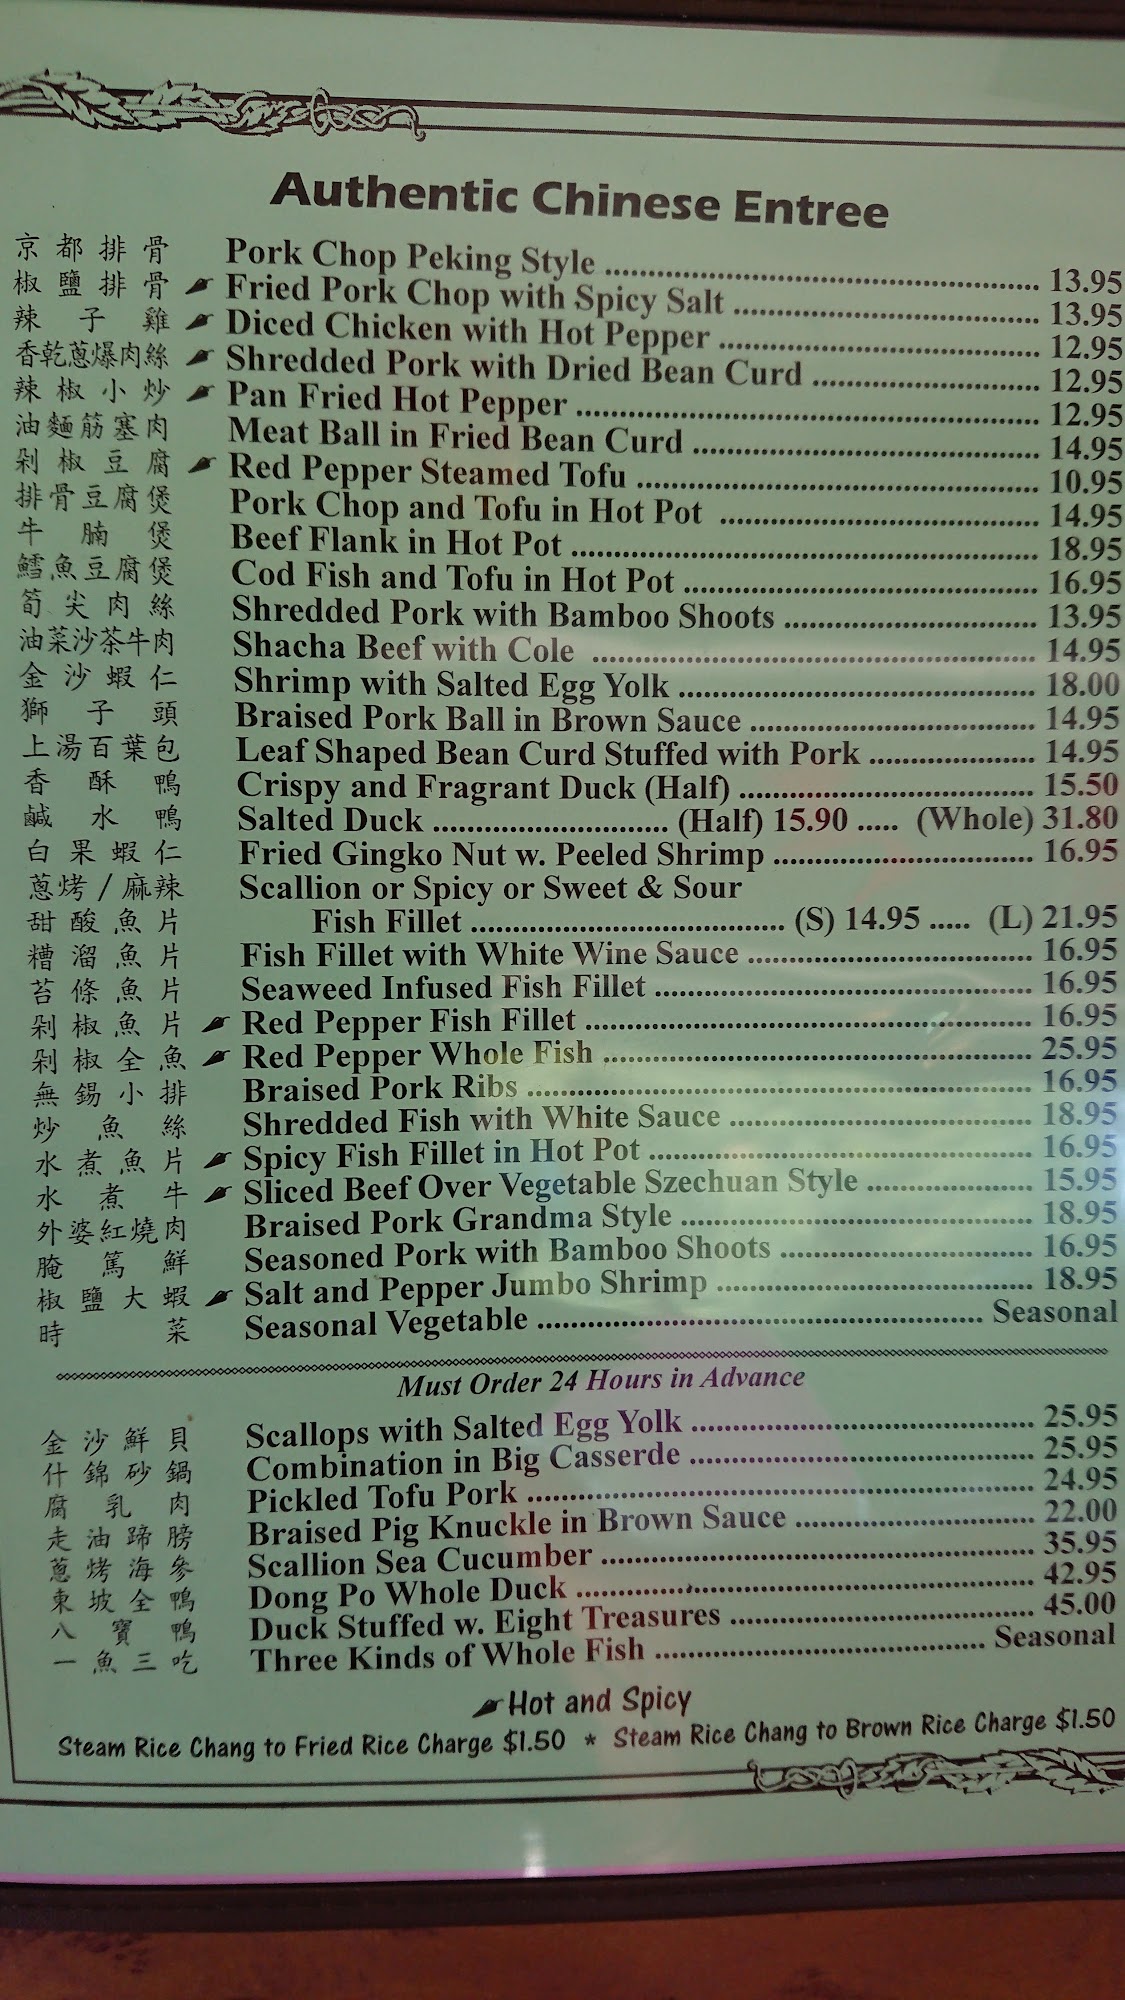 Authentic Chinese Entree
京都排骨 Pork Chop Peking Style 13.95
椒鹽排骨 Fried Pork Chop with Spicy Salt 13.95
辣子雞 Diced Chicken with Hot Pepper 12.95
香乾蔥爆肉絲 Shredded Pork with Dried Bean Curd 12.95
辣椒小炒 Pan Fried Hot Pepper 12.95
油麵筋塞肉 Meat Ball in Fried Bean Curd 14.95
剁椒豆腐 Red Pepper Steamed Tofu 10.95
排骨豆腐煲 Pork Chop and Tofu in Hot Pot 14.95
牛腩煲 Beef Flank in Hot Pot 18.95
鱈魚豆腐煲 Cod Fish and Tofu in Hot Pot 16.95
筍尖肉絲 Shredded Pork with Bamboo Shoots 13.95
油菜沙茶牛肉 Shacha Beef with Cole 14.95
金沙蝦仁 Shrimp with Salted Egg Yolk 18.00
獅子頭 Braised Pork Ball in Brown Sauce 14.95
上湯百葉包 Leaf Shaped Bean Curd Stuffed with Pork 14.95
香酥鴨 Crispy and Fragrant Duck (Half) 15.50
鹹水鴨 Salted Duck (Half) 15.90 (Whole) 31.80
白果蝦仁 Fried Gingko Nut w. Peeled Shrimp 16.95
蔥烤/麻辣 Scallion or Spicy or Sweet & Sour
甜酸魚片 Fish Fillet (S) 14.95 (L) 21.95
糟溜魚片 Fish Fillet with White Wine Sauce 16.95
苔條魚片 Seaweed Infused Fish Fillet 16.95
剁椒魚片 Red Pepper Fish Fillet 16.95
剁椒全魚 Red Pepper Whole Fish 25.95
無錫小排 Braised Pork Ribs 16.95
炒魚絲 Shredded Fish with White Sauce 18.95
水煮魚片 Spicy Fish Fillet in Hot Pot 16.95
水煮牛 Sliced Beef Over Vegetable Szechuan Style 15.95
外婆紅燒肉 Braised Pork Grandma Style 18.95
腌篤鮮 Seasoned Pork with Bamboo Shoots 16.95
椒鹽大蝦 Salt and Pepper Jumbo Shrimp 18.95
時菜 Seasonal Vegetable Seasonal
Must Order 24 Hours in Advance
金沙鮮貝 Scallops with Salted Egg Yolk 25.95
什錦砂鍋 Combination in Big Casserde 25.95
腐乳肉 Pickled Tofu Pork 24.95
走油蹄膀 Braised Pig Knuckle in Brown Sauce 22.00
蔥烤海參 Scallion Sea Cucumber 35.95
東坡全鴨 Dong Po Whole Duck 42.95
八寶鴨 Duck Stuffed w. Eight Treasures 45.00
一魚三吃 Three Kinds of Whole Fish Seasonal
Hot and Spicy
Steam Rice Chang to Fried Rice Charge $1.50 * Steam Rice Chang to Brown Rice Charge $1.50